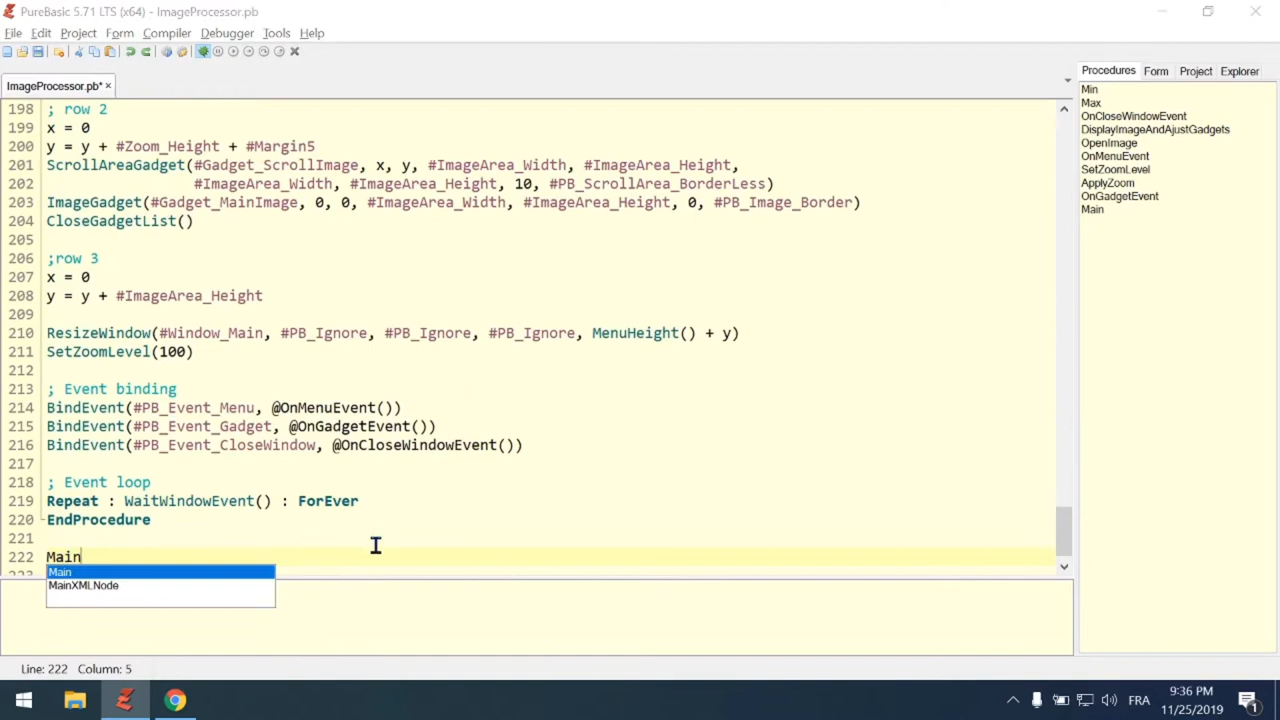 PureBasic 5.71 LTS (x64) - ImageProcessor.pb
File Edit Project Form Compiler Debugger Tools Help
ImageProcessor.pb*
Procedures Form Project Explorer
198 ; row 2
199 x = 0
200 y = y + #Zoom_Height + #Margin5
201 ScrollAreaGadget(#Gadget_ScrollImage, x, y, #ImageArea_Width, #ImageArea_Height,
202 #ImageArea_Width, #ImageArea_Height, 10, #PB_ScrollArea_BorderLess)
203 ImageGadget(#Gadget_MainImage, 0, 0, #ImageArea_Width, #ImageArea_Height, 0, #PB_Image_Border)
204 CloseGadgetList()
205
206 ;row 3
207 x = 0
208 y = y + #ImageArea_Height
209
210 ResizeWindow(#Window_Main, #PB_Ignore, #PB_Ignore, #PB_Ignore, MenuHeight() + y)
211 SetZoomLevel(100)
212
213 ; Event binding
214 BindEvent(#PB_Event_Menu, @OnMenuEvent())
215 BindEvent(#PB_Event_Gadget, @OnGadgetEvent())
216 BindEvent(#PB_Event_CloseWindow, @OnCloseWindowEvent())
217
218 ; Event loop
219 Repeat : WaitWindowEvent() : ForEver
220 EndProcedure
221
222 Main
223
Main
MainXMLNode
Min
Max
OnCloseWindowEvent
DisplayImageAndAjustGadgets
OpenImage
OnMenuEvent
SetZoomLevel
ApplyZoom
OnGadgetEvent
Main
Line: 222 Column: 5
FRA
9:36 PM
11/25/2019
1